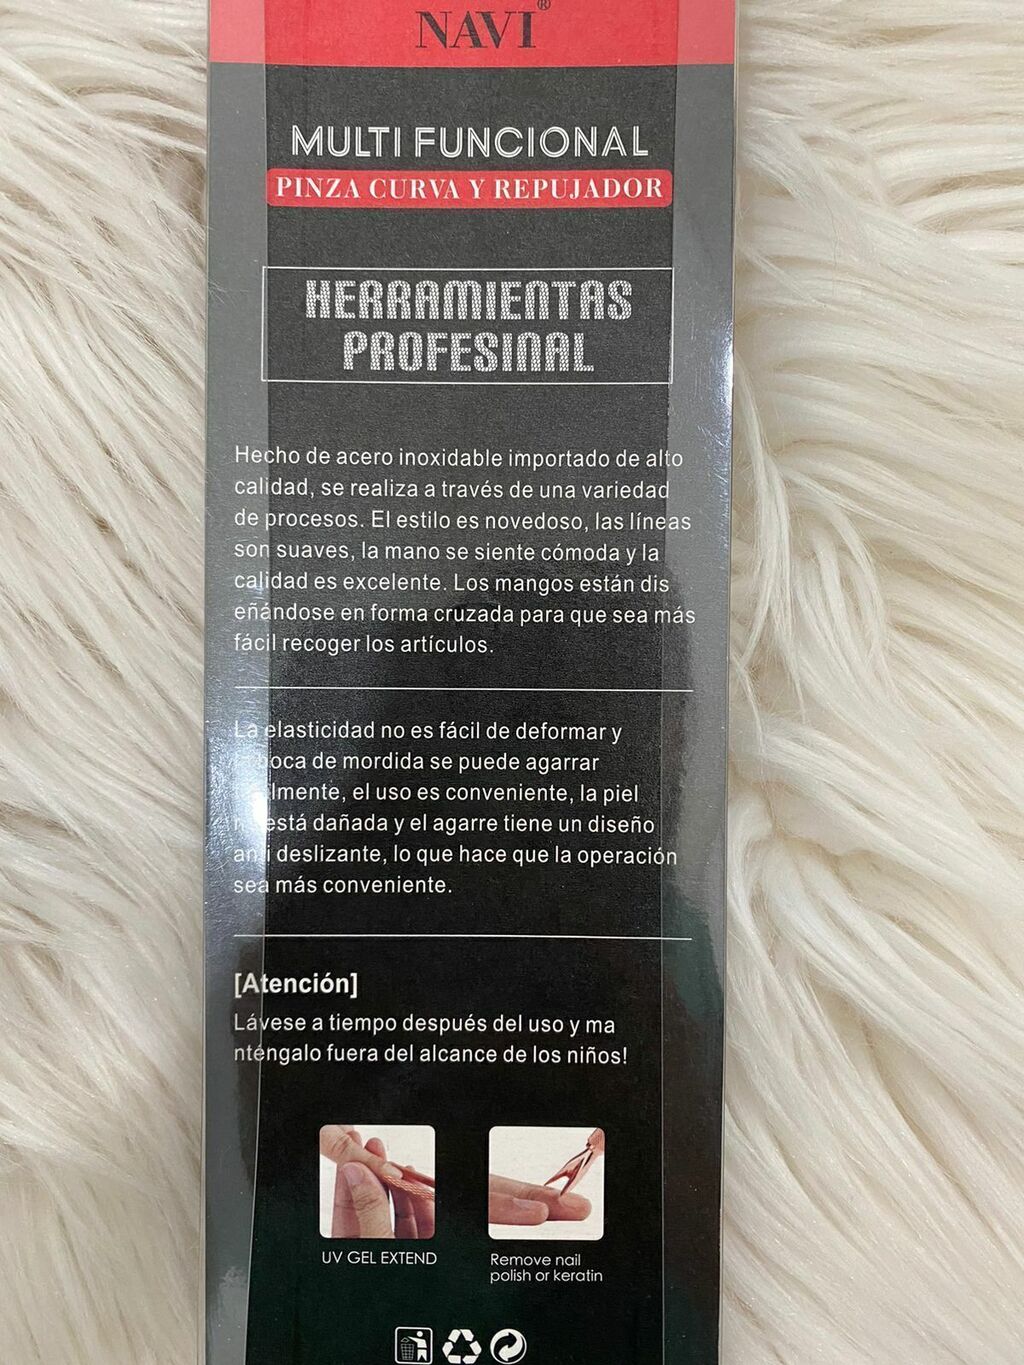 NAVI®
MULTI FUNCIONAL
PINZA CURVA Y REPUJADOR
HERRAMIENTAS
PROFESINAL
Hecho de acero inoxidable importado de alto
calidad, se realiza a través de una variedad
de procesos. El estilo es novedoso, las líneas
son suaves, la mano se siente cómoda y la
calidad es excelente. Los mangos están dis
eñándose en forma cruzada para que sea más
fácil recoger los artículos.
La elasticidad no es fácil de deformar y
boca de mordida se puede agarrar
el uso es conveniente, la piel
está dañada y el agarre tiene un diseño
anti deslizante, lo que hace que la operación
sea más conveniente.
[Atención]
Lávese a tiempo después del uso y ma
nténgalo fuera del alcance de los niños!
UV GEL EXTEND
Remove nail
polish or keratin